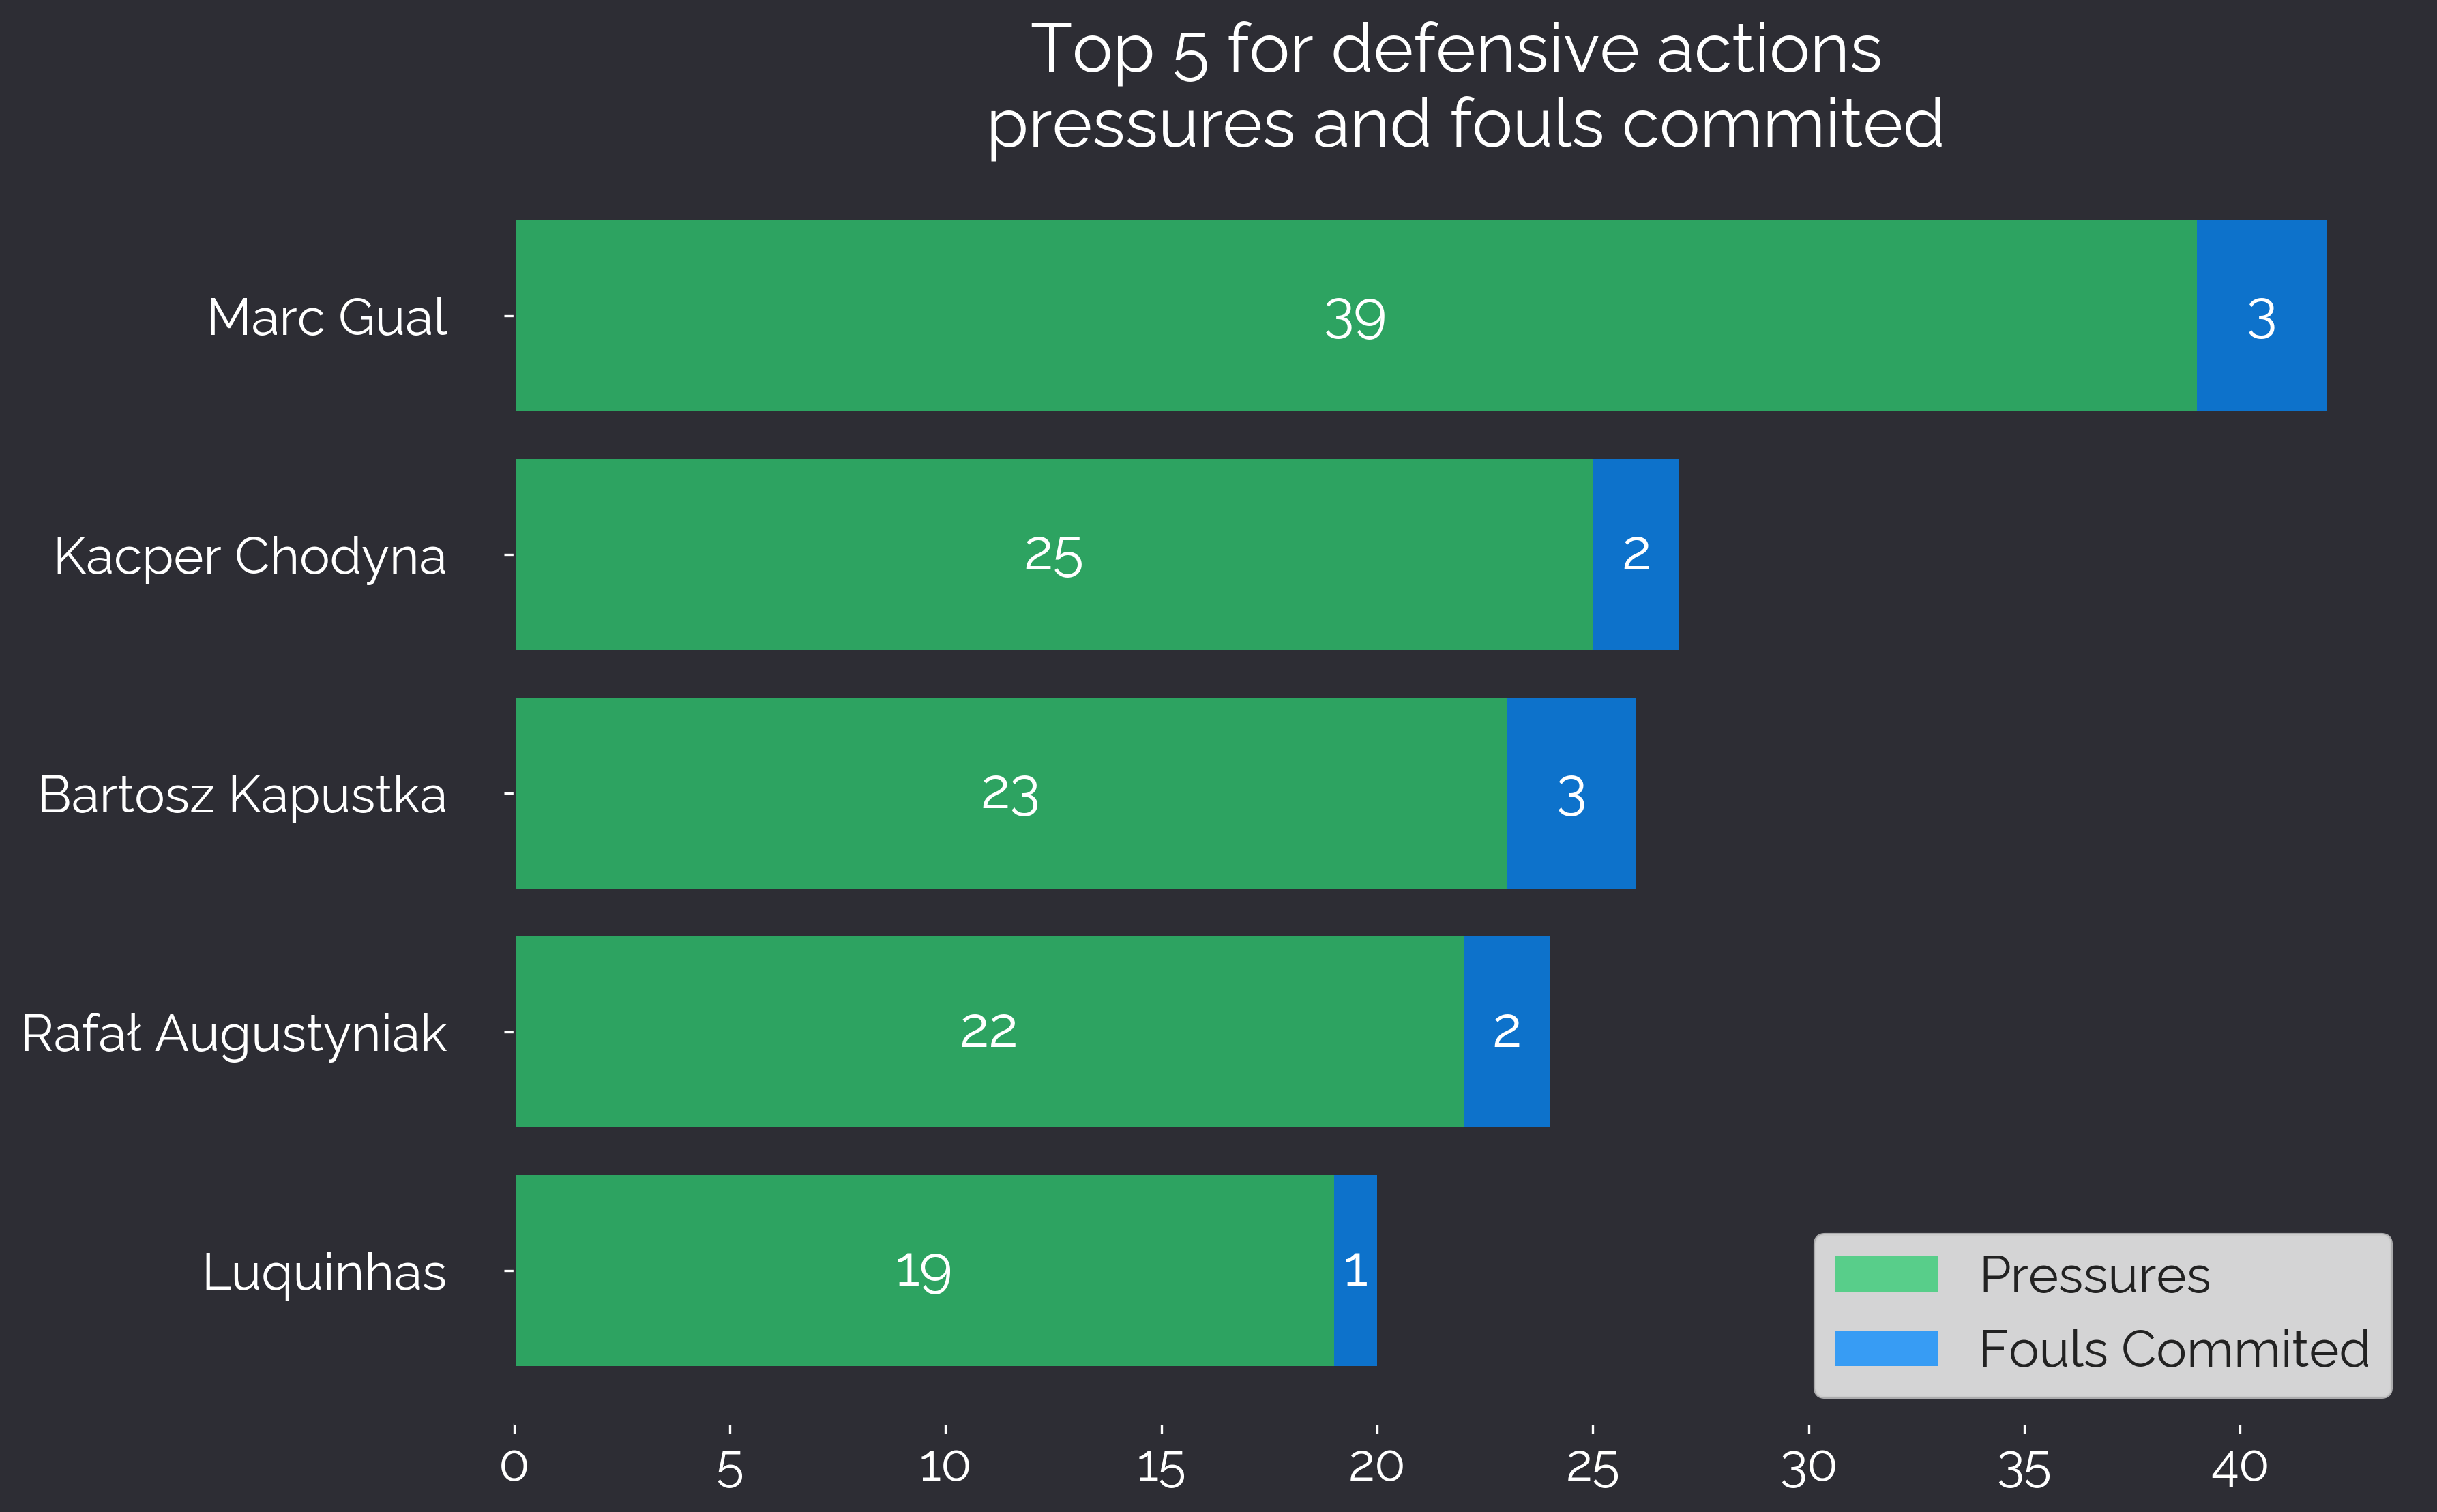 Top 5 for defensive actions
pressures and fouls commited
Marc Gual
39
3
Kacper Chodyna
25
2
Bartosz Kapustka
23
3
Rafał Augustyniak
22
2
Luquinhas
19
1
Pressures
Fouls Commited
0 5 10 15 20 25 30 35 40